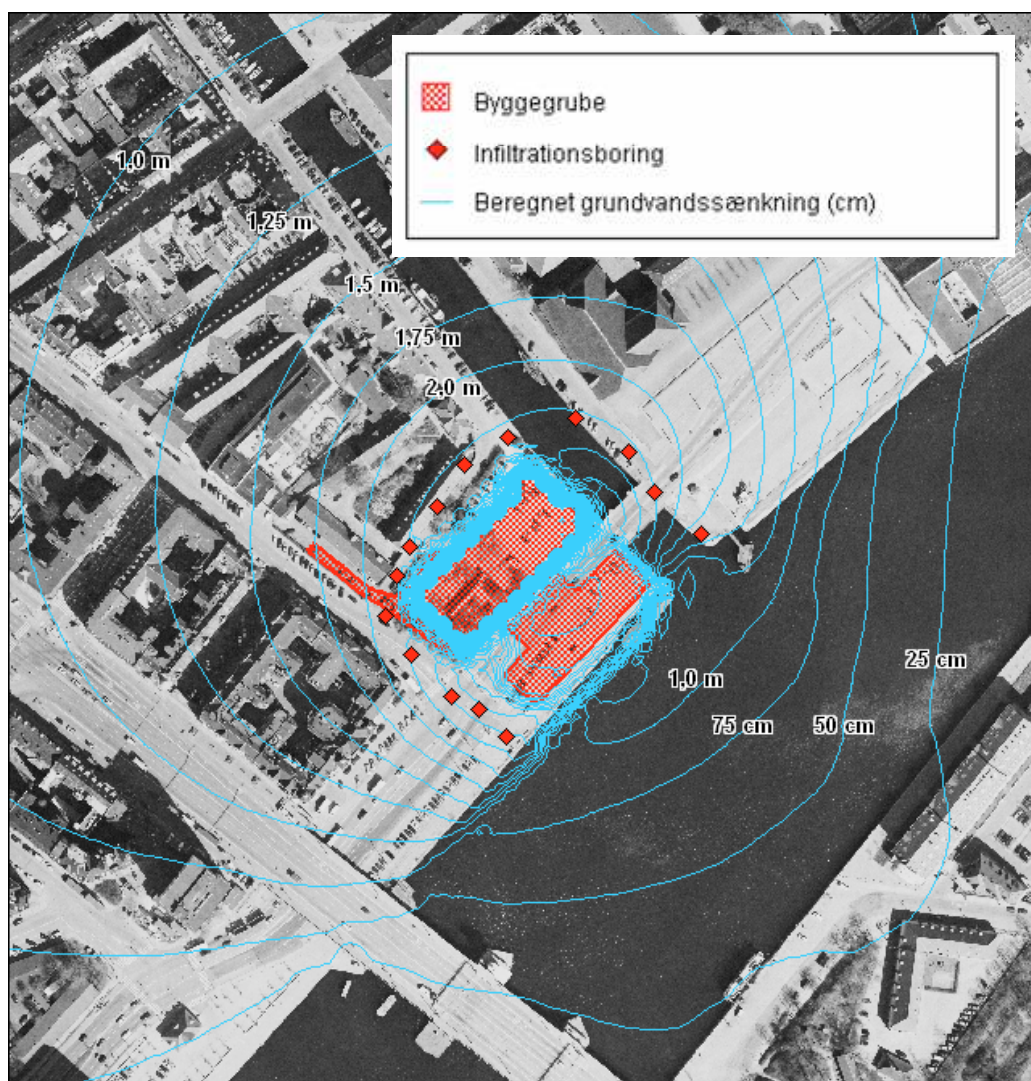 Byggegrube
Infiltrationsboring
Beregnet grundvandssænkning (cm)
1,0 m
1,25 m
1,5 m
1,75 m
2,0 m
25 cm
1,0 m
75 cm
50 cm